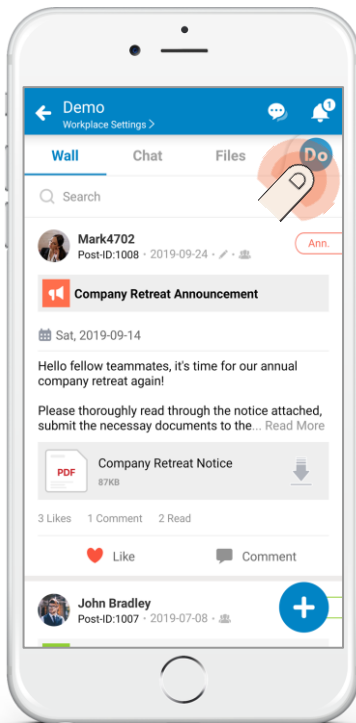 Demo
Workplace Settings >
1
Wall Chat Files Do
Search
Mark4702
Post-ID:1008 · 2019-09-24 ·
Ann.
Company Retreat Announcement
Sat, 2019-09-14
Hello fellow teammates, it's time for our annual
company retreat again!
Please thoroughly read through the notice attached,
submit the necessay documents to the... Read More
PDF
Company Retreat Notice
87KB
3 Likes 1 Comment 2 Read
Like Comment
John Bradley
Post-ID:1007 · 2019-07-08 ·